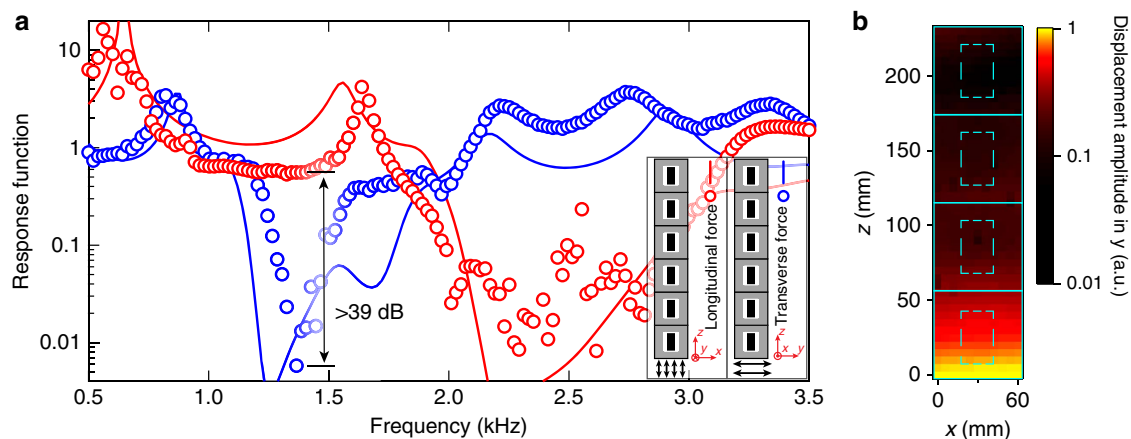 a
Response function
10
1
0.1
0.01
0.5
1.0
1.5
2.0
2.5
3.0
3.5
Frequency (kHz)
>39 dB
Longitudinal force
z
y
x
Transverse force
z
x
y
b
z (mm)
200
150
100
50
0
0
60
x (mm)
1
0.1
0.01
Displacement amplitude in y (a.u.)